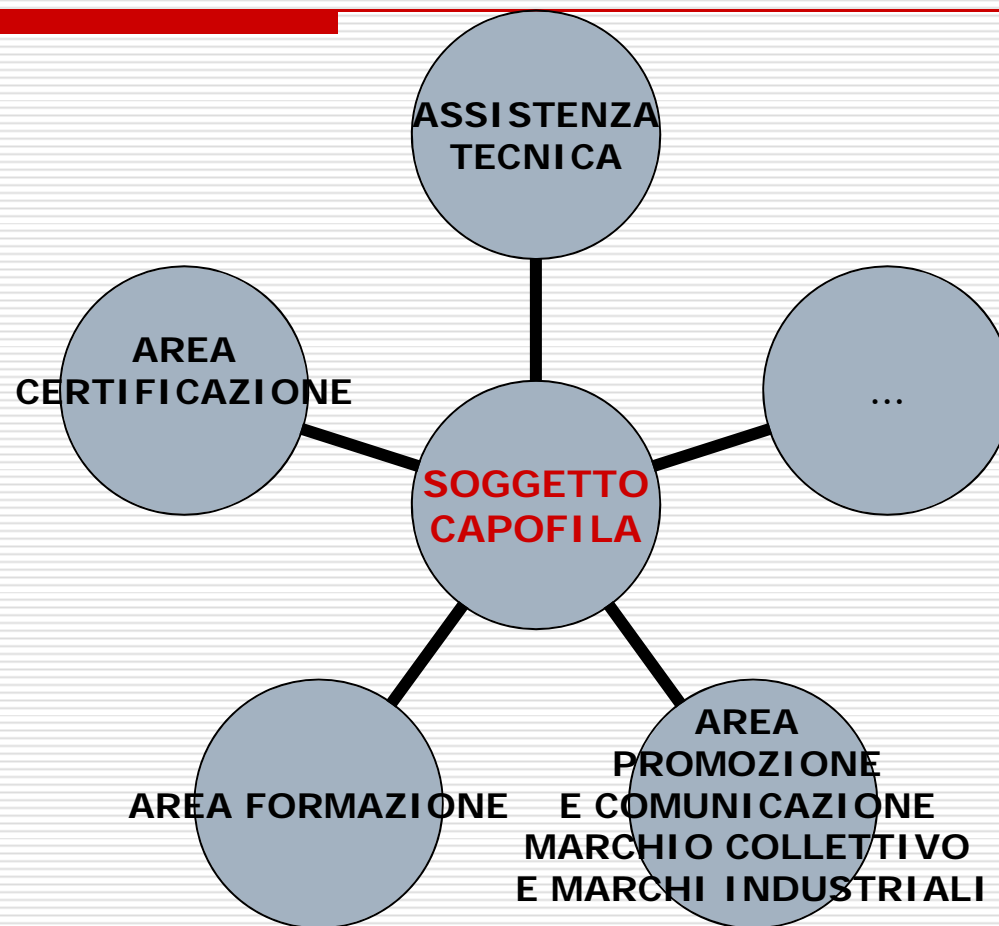 ASSISTENZA
TECNICA
AREA
CERTIFICAZIONE
...
SOGGETTO
CAPOFILA
AREA FORMAZIONE
AREA
PROMOZIONE
E COMUNICAZIONE
MARCHIO COLLETTIVO
E MARCHI INDUSTRIALI